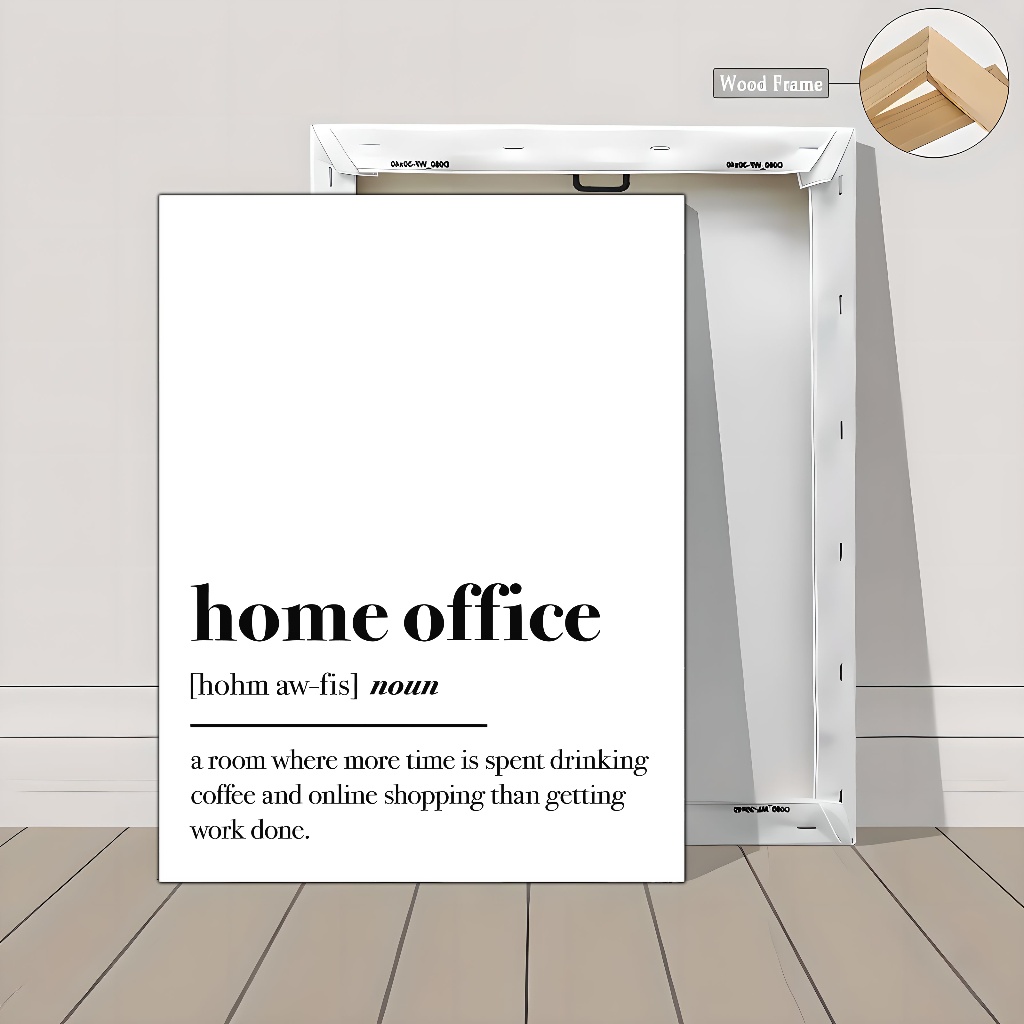 Wood Frame
home office
[hohm aw-fis] noun
a room where more time is spent drinking
coffee and online shopping than getting
work done.